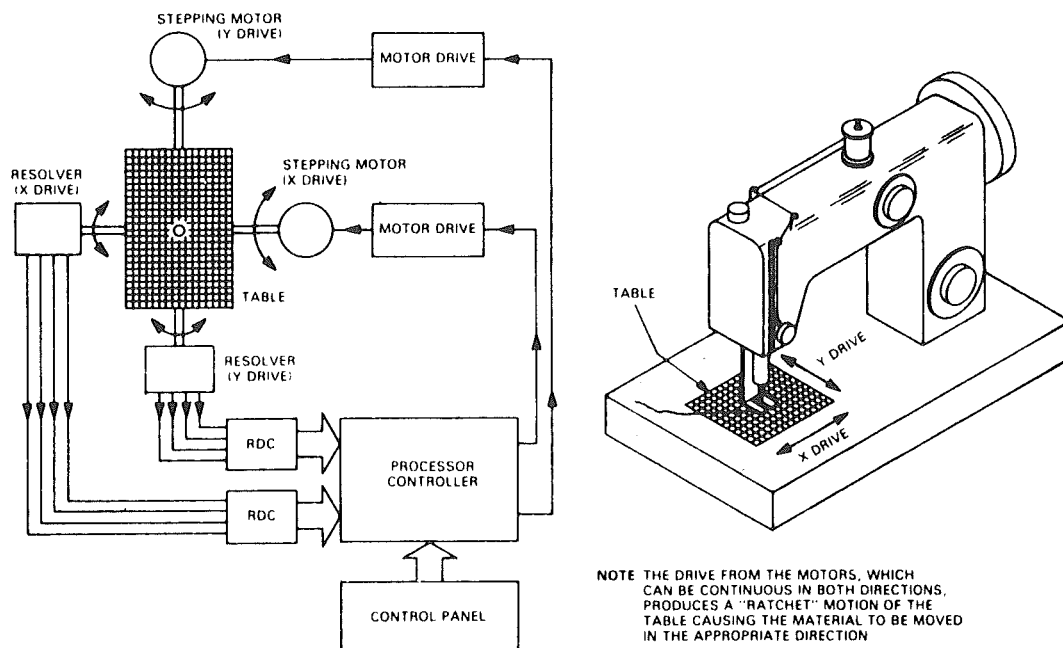 STEPPING MOTOR
(Y DRIVE)
MOTOR DRIVE
RESOLVER
(X DRIVE)
STEPPING MOTOR
(X DRIVE)
MOTOR DRIVE
TABLE
RESOLVER
(Y DRIVE)
RDC
PROCESSOR
CONTROLLER
RDC
CONTROL PANEL
TABLE
Y DRIVE
X DRIVE
NOTE THE DRIVE FROM THE MOTORS, WHICH
CAN BE CONTINUOUS IN BOTH DIRECTIONS,
PRODUCES A "RATCHET" MOTION OF THE
TABLE CAUSING THE MATERIAL TO BE MOVED
IN THE APPROPRIATE DIRECTION